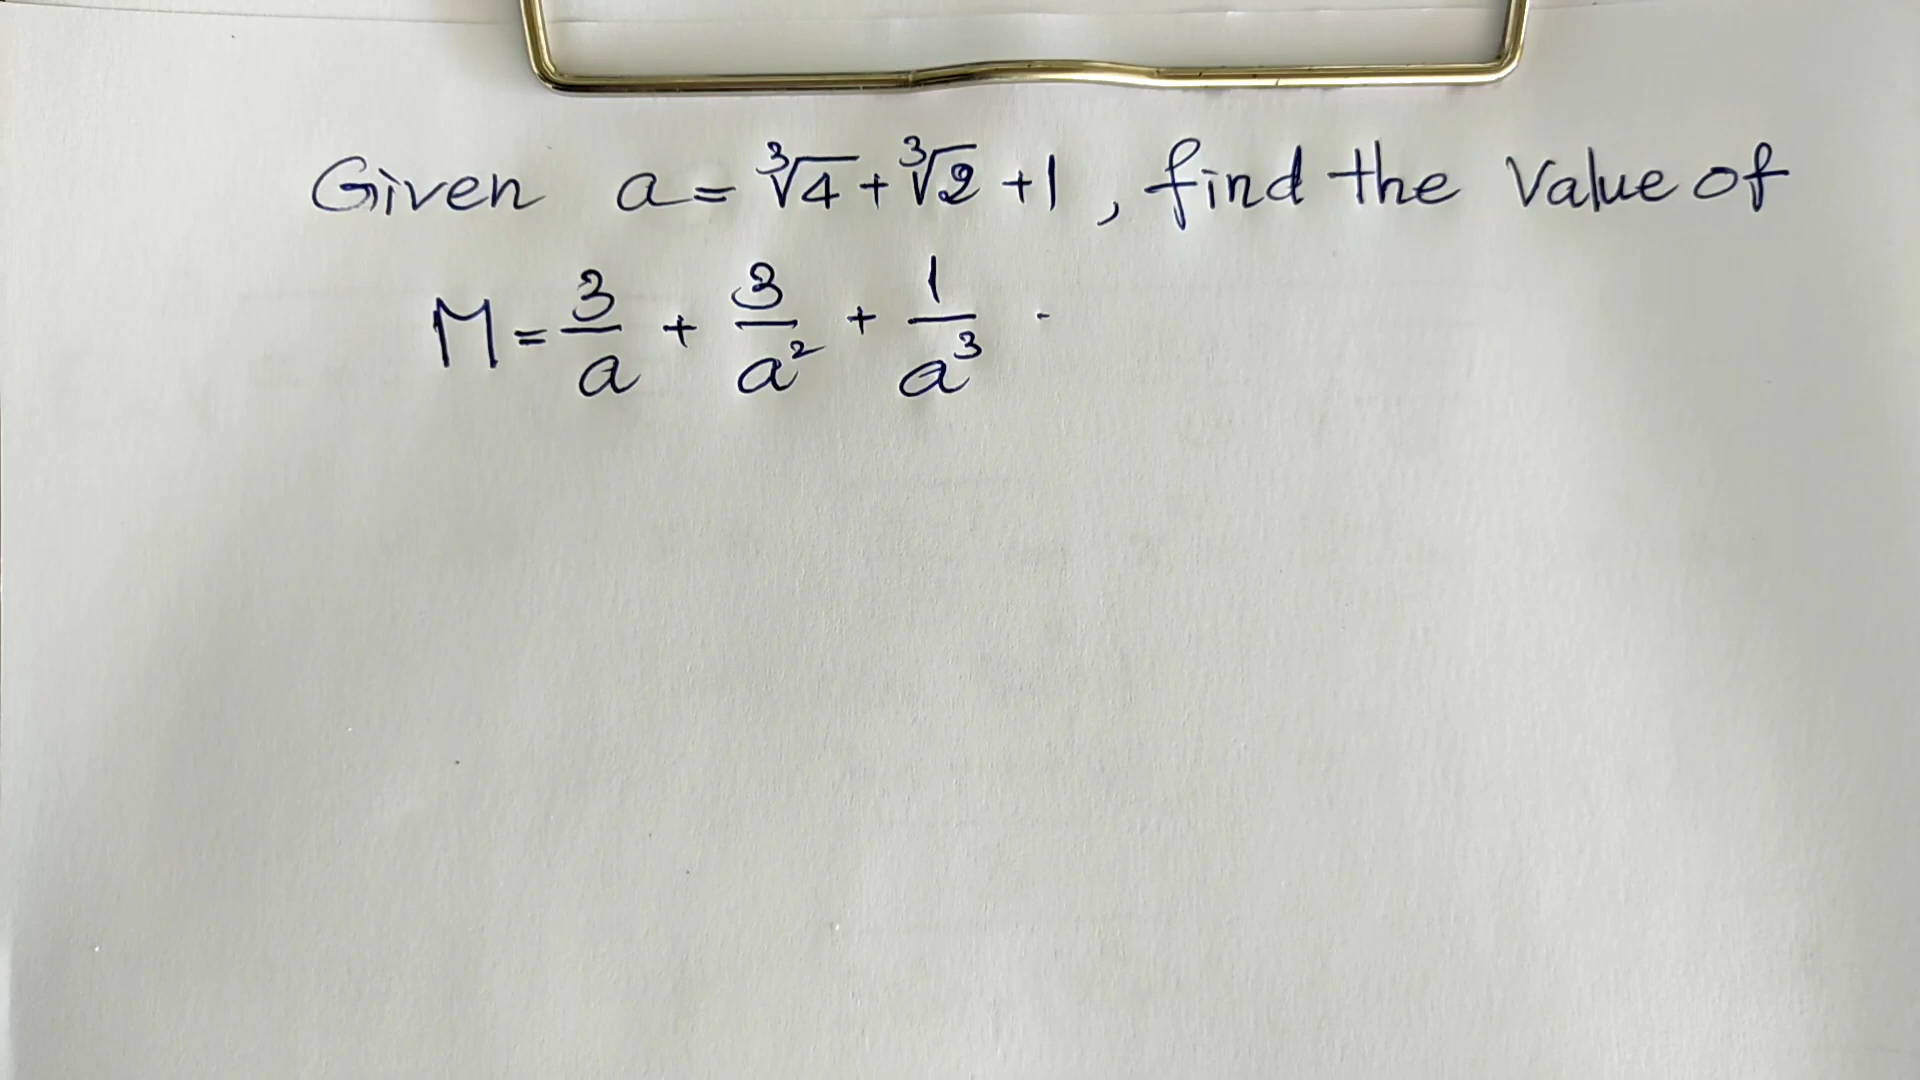 Given a = ∛4 + ∛2 + 1, find the Value of
M = 3/a + 3/a² + 1/a³ .